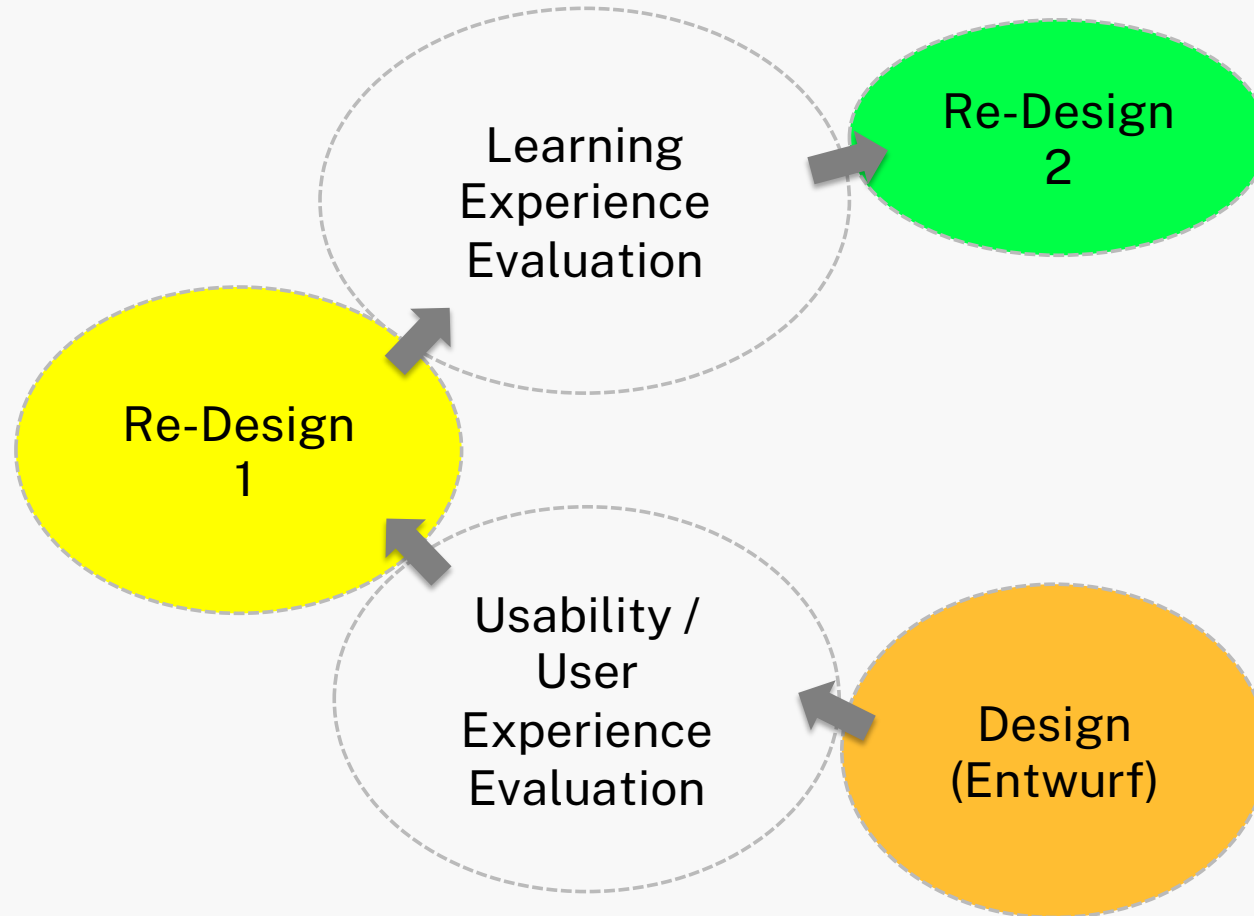 Learning
Experience
Evaluation
Re-Design
2
Re-Design
1
Usability /
User
Experience
Evaluation
Design
(Entwurf)